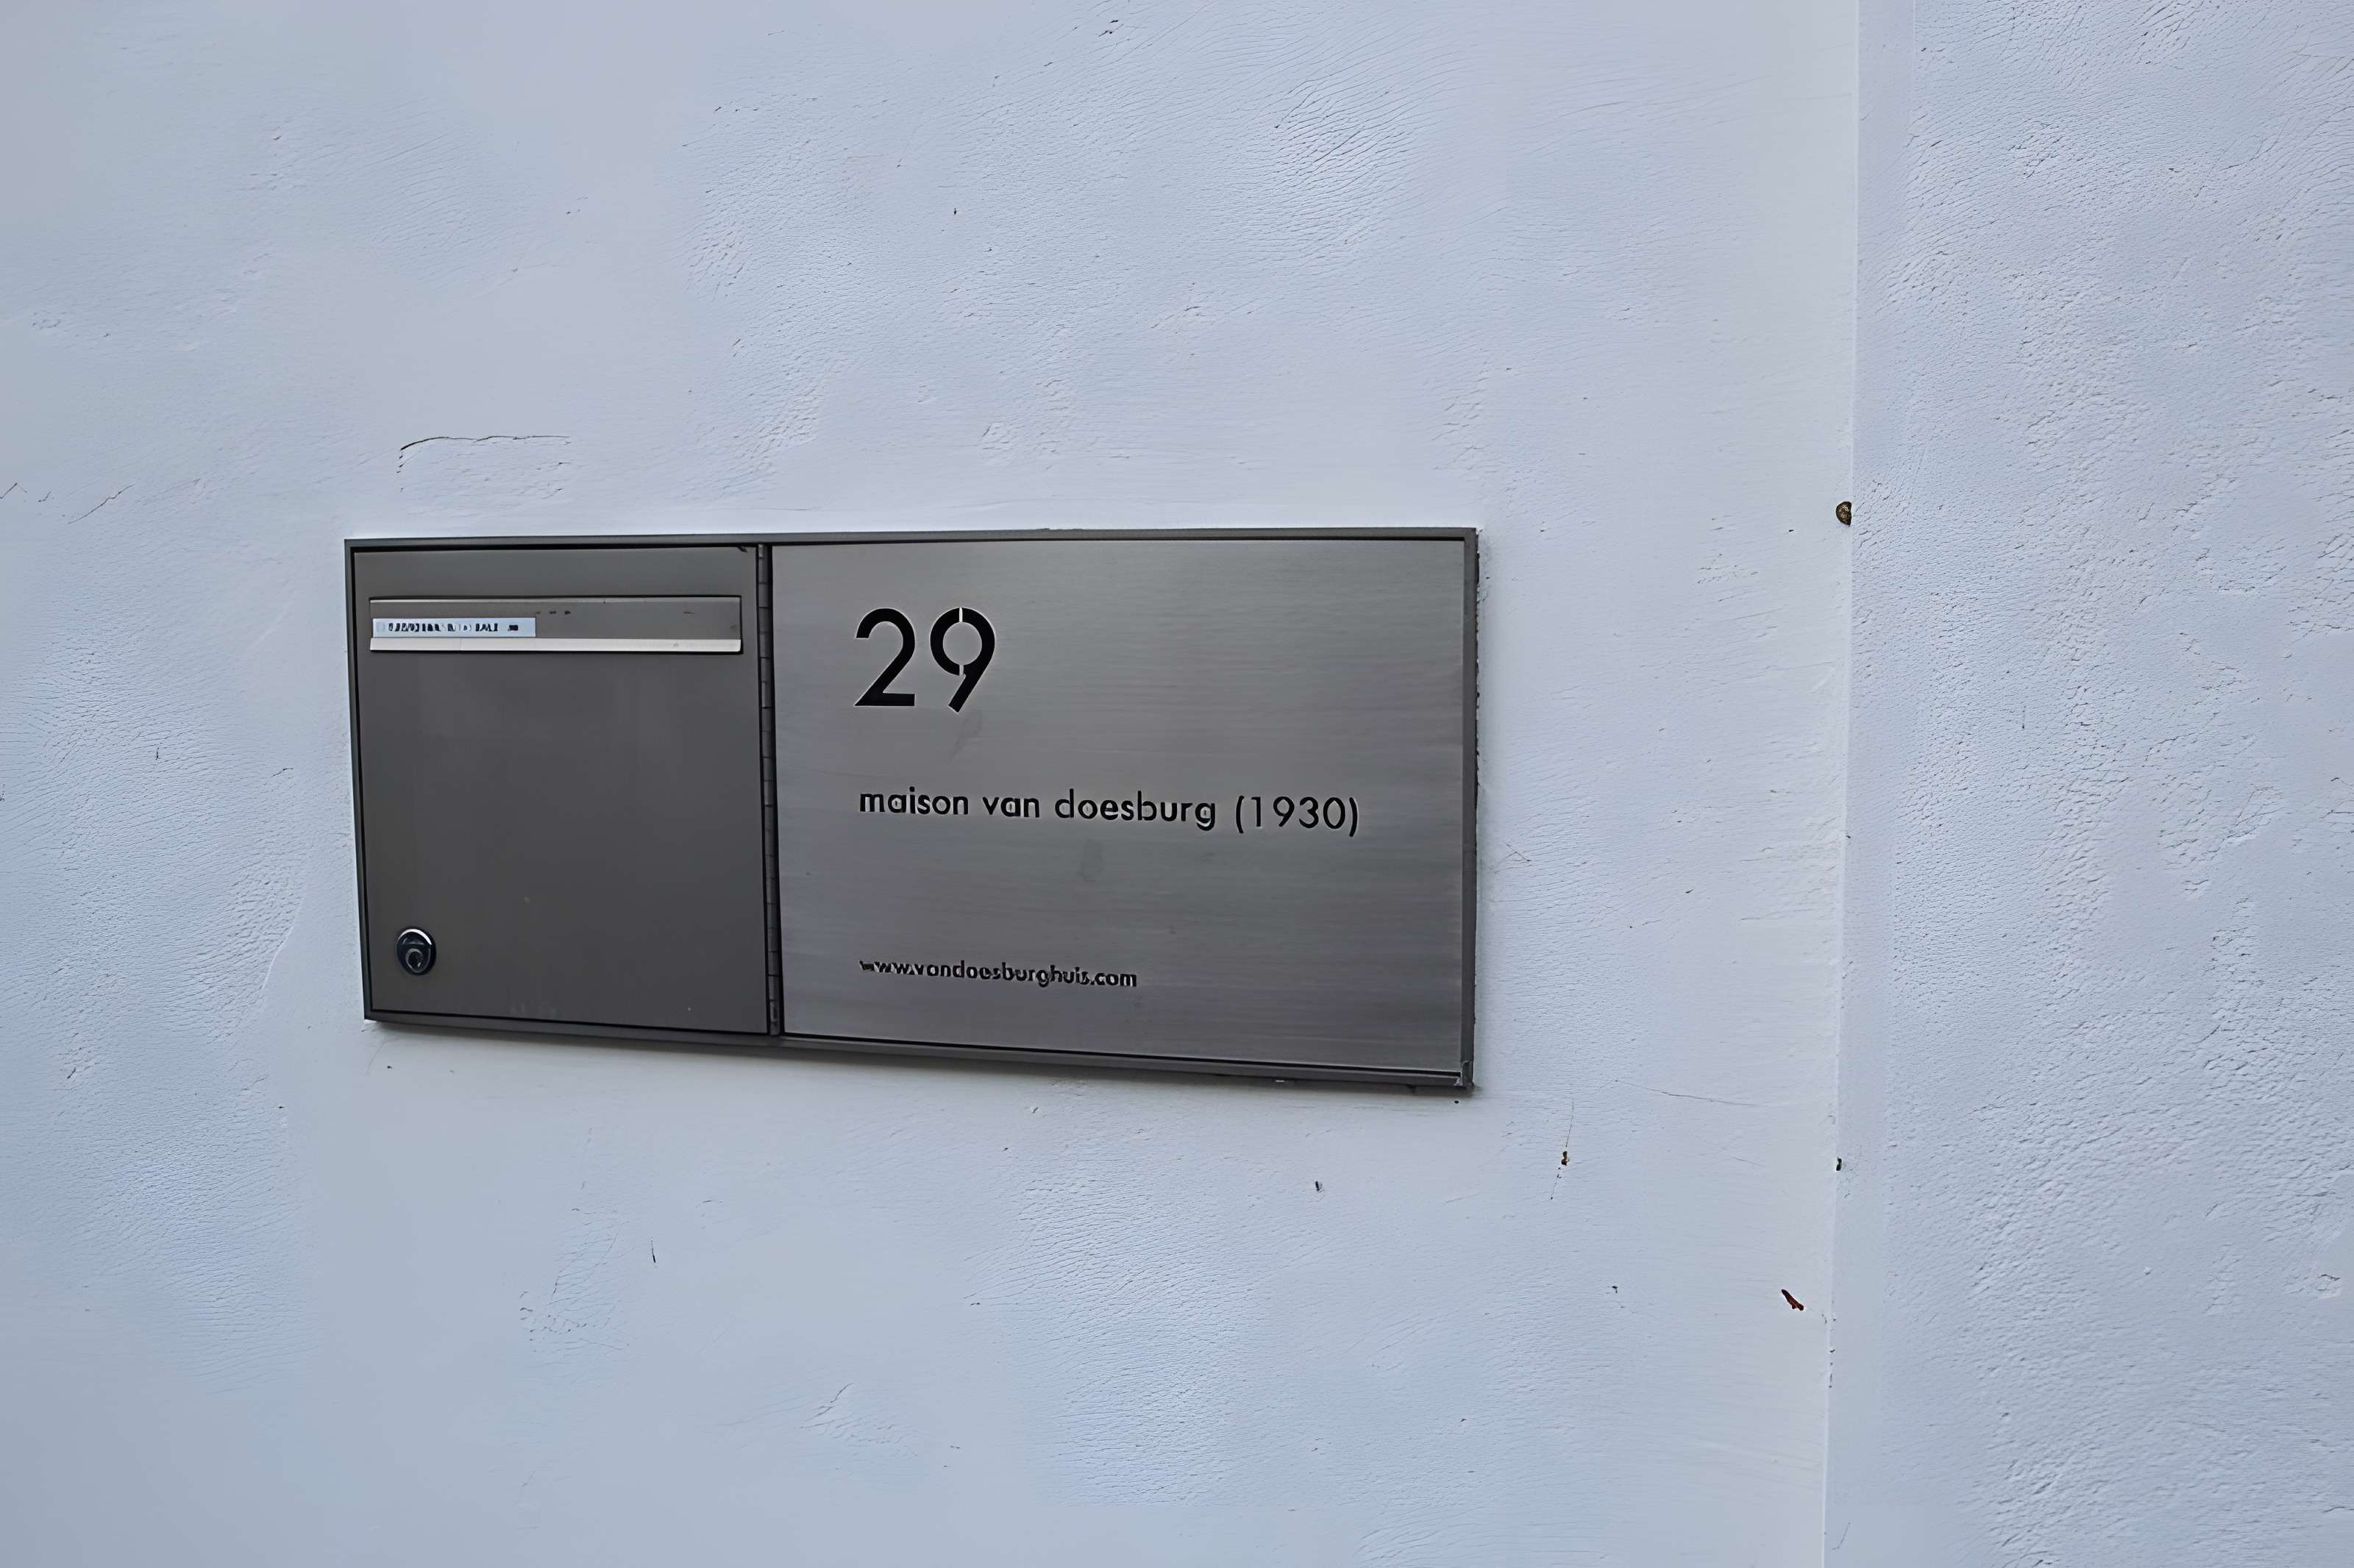 29
maison van doesburg (1930)
www.vandoesburghuis.com